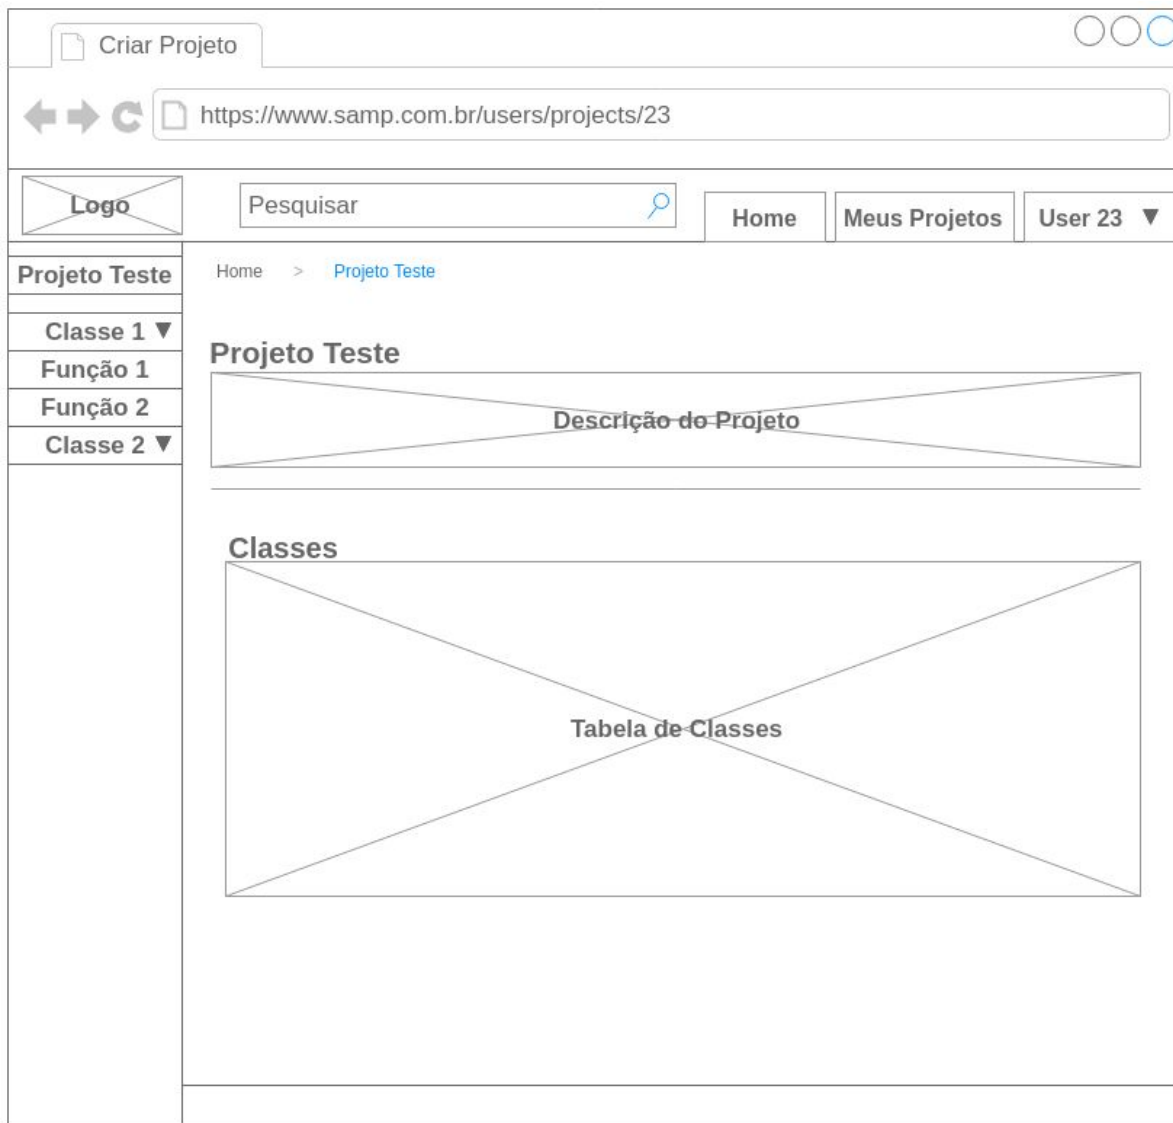 Criar Projeto
https://www.samp.com.br/users/projects/23
Logo
Pesquisar
Home
Meus Projetos
User 23 ▼
Projeto Teste
Classe 1 ▼
Função 1
Função 2
Classe 2 ▼
Home > Projeto Teste
Projeto Teste
Descrição do Projeto
Classes
Tabela de Classes